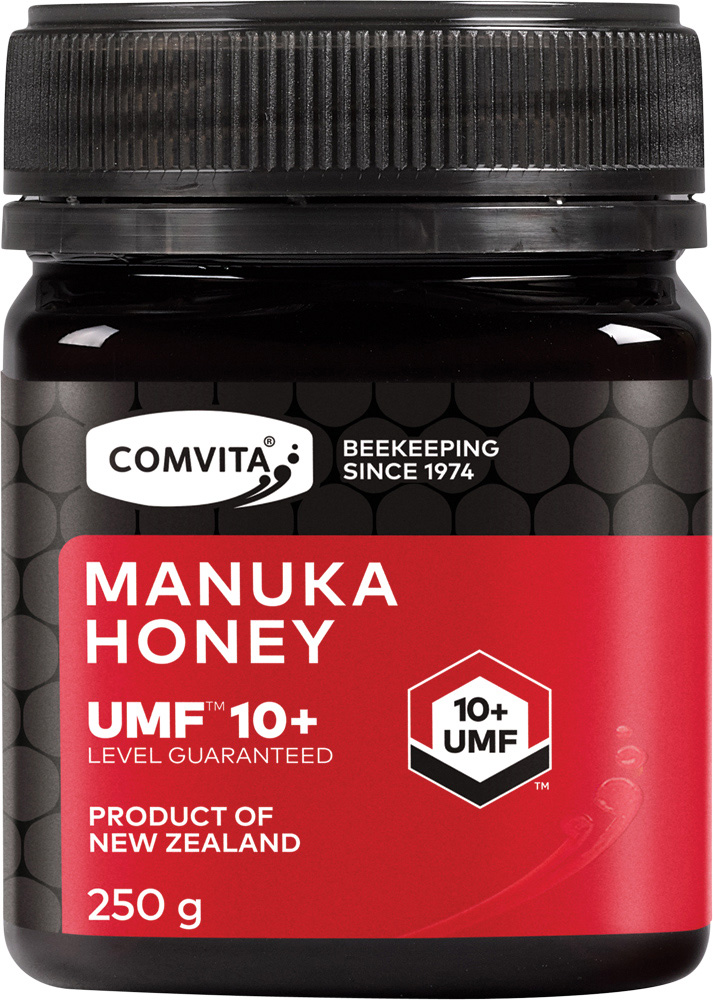 COMVITA®
BEEKEEPING
SINCE 1974
MANUKA
HONEY
UMF™ 10+
LEVEL GUARANTEED
10+
UMF
™
PRODUCT OF
NEW ZEALAND
250 g